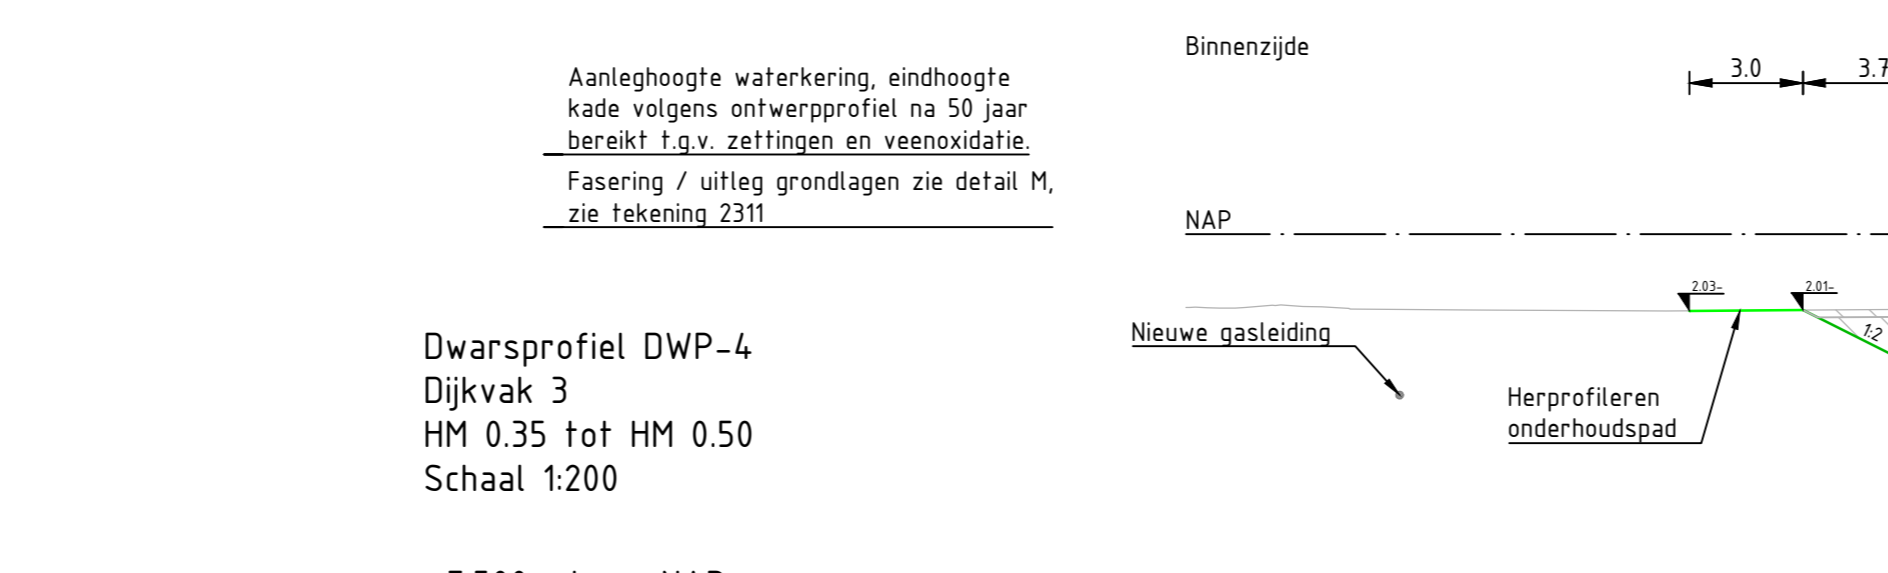 Aanleghoogte waterkering, eindhoogte
kade volgens ontwerpprofiel na 50 jaar
bereikt t.g.v. zettingen en veenoxidatie.
Fasering / uitleg grondlagen zie detail M,
zie tekening 2311
Dwarsprofiel DWP-4
Dijkvak 3
HM 0.35 tot HM 0.50
Schaal 1:200
Binnenzijde
3.0
3.7
NAP
2.03-
2.01-
1:2
Nieuwe gasleiding
Herprofileren
onderhoudspad